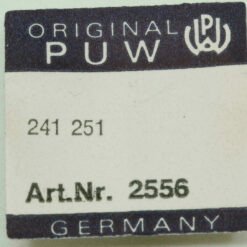 ORIGINAL
PUW PUW
241 251
Art.Nr. 2556
GERMANY